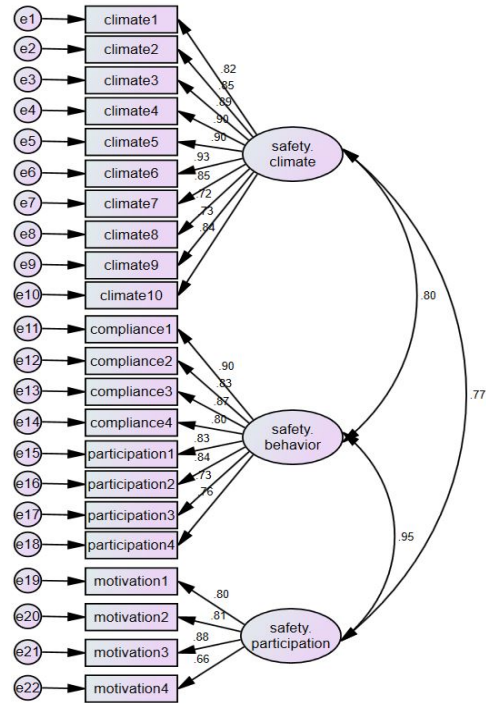 e1 climate1
e2 climate2
e3 climate3
e4 climate4
e5 climate5
e6 climate6
e7 climate7
e8 climate8
e9 climate9
e10 climate10
.82
.85
.89
.90
.90
.93
.85
.72
.73
.84
safety.
climate
e11 compliance1
e12 compliance2
e13 compliance3
e14 compliance4
e15 participation1
e16 participation2
e17 participation3
e18 participation4
.90
.83
.87
.80
.83
.84
.73
.76
safety.
behavior
e19 motivation1
e20 motivation2
e21 motivation3
e22 motivation4
.80
.81
.88
.66
safety.
participation
.80
.77
.95